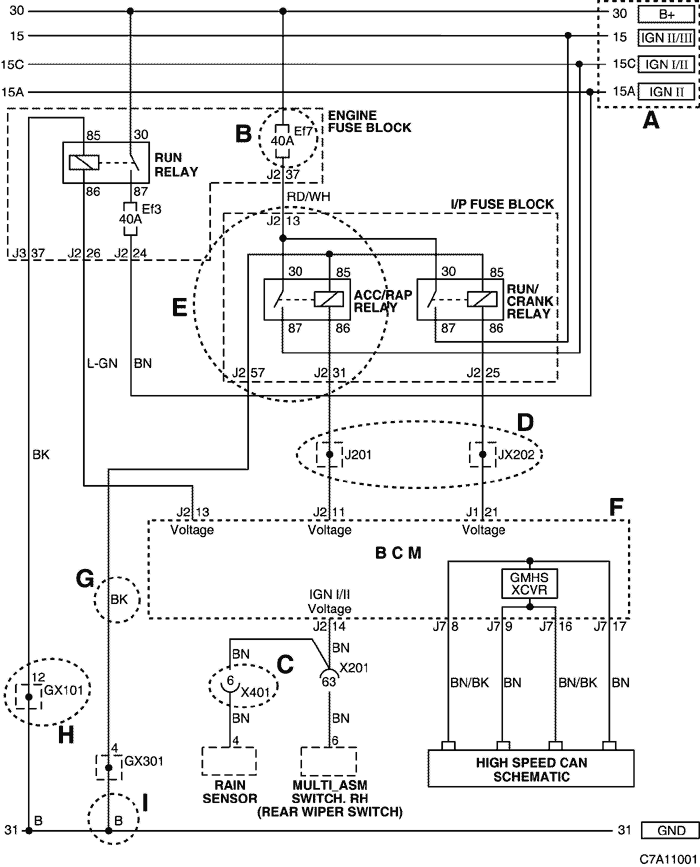 30 30 B+
15 15 IGN II/III
15C 15C IGN I/II
15A 15A IGN II
A
ENGINE
FUSE BLOCK
B Ef7
40A
85 30
RUN
RELAY
86 87
Ef3
40A
J2 37
RD/WH
I/P FUSE BLOCK
J2 13
J3 37 J2 26 J2 24
E
30 85 30 85
ACC/RAP
RELAY
RUN/
CRANK
RELAY
87 86 87 86
L-GN BN
J2 57 J2 31 J2 25
D
BK
J201 JX202
J2 13 J2 11 J1 21
F
Voltage Voltage Voltage
BCM
G
BK
GMHS
XCVR
IGN I/II
Voltage
J2 14 J7 8 J7 9 J7 16 J7 17
BN BN
C X201
6 X401 63
BN/BK BN BN/BK BN
12
GX101
H
BN BN
4 6
4
GX301
RAIN
SENSOR
MULTI_ASM
SWITCH. RH
(REAR WIPER SWITCH)
HIGH SPEED CAN
SCHEMATIC
I
B B
31 31 GND
C7A11001